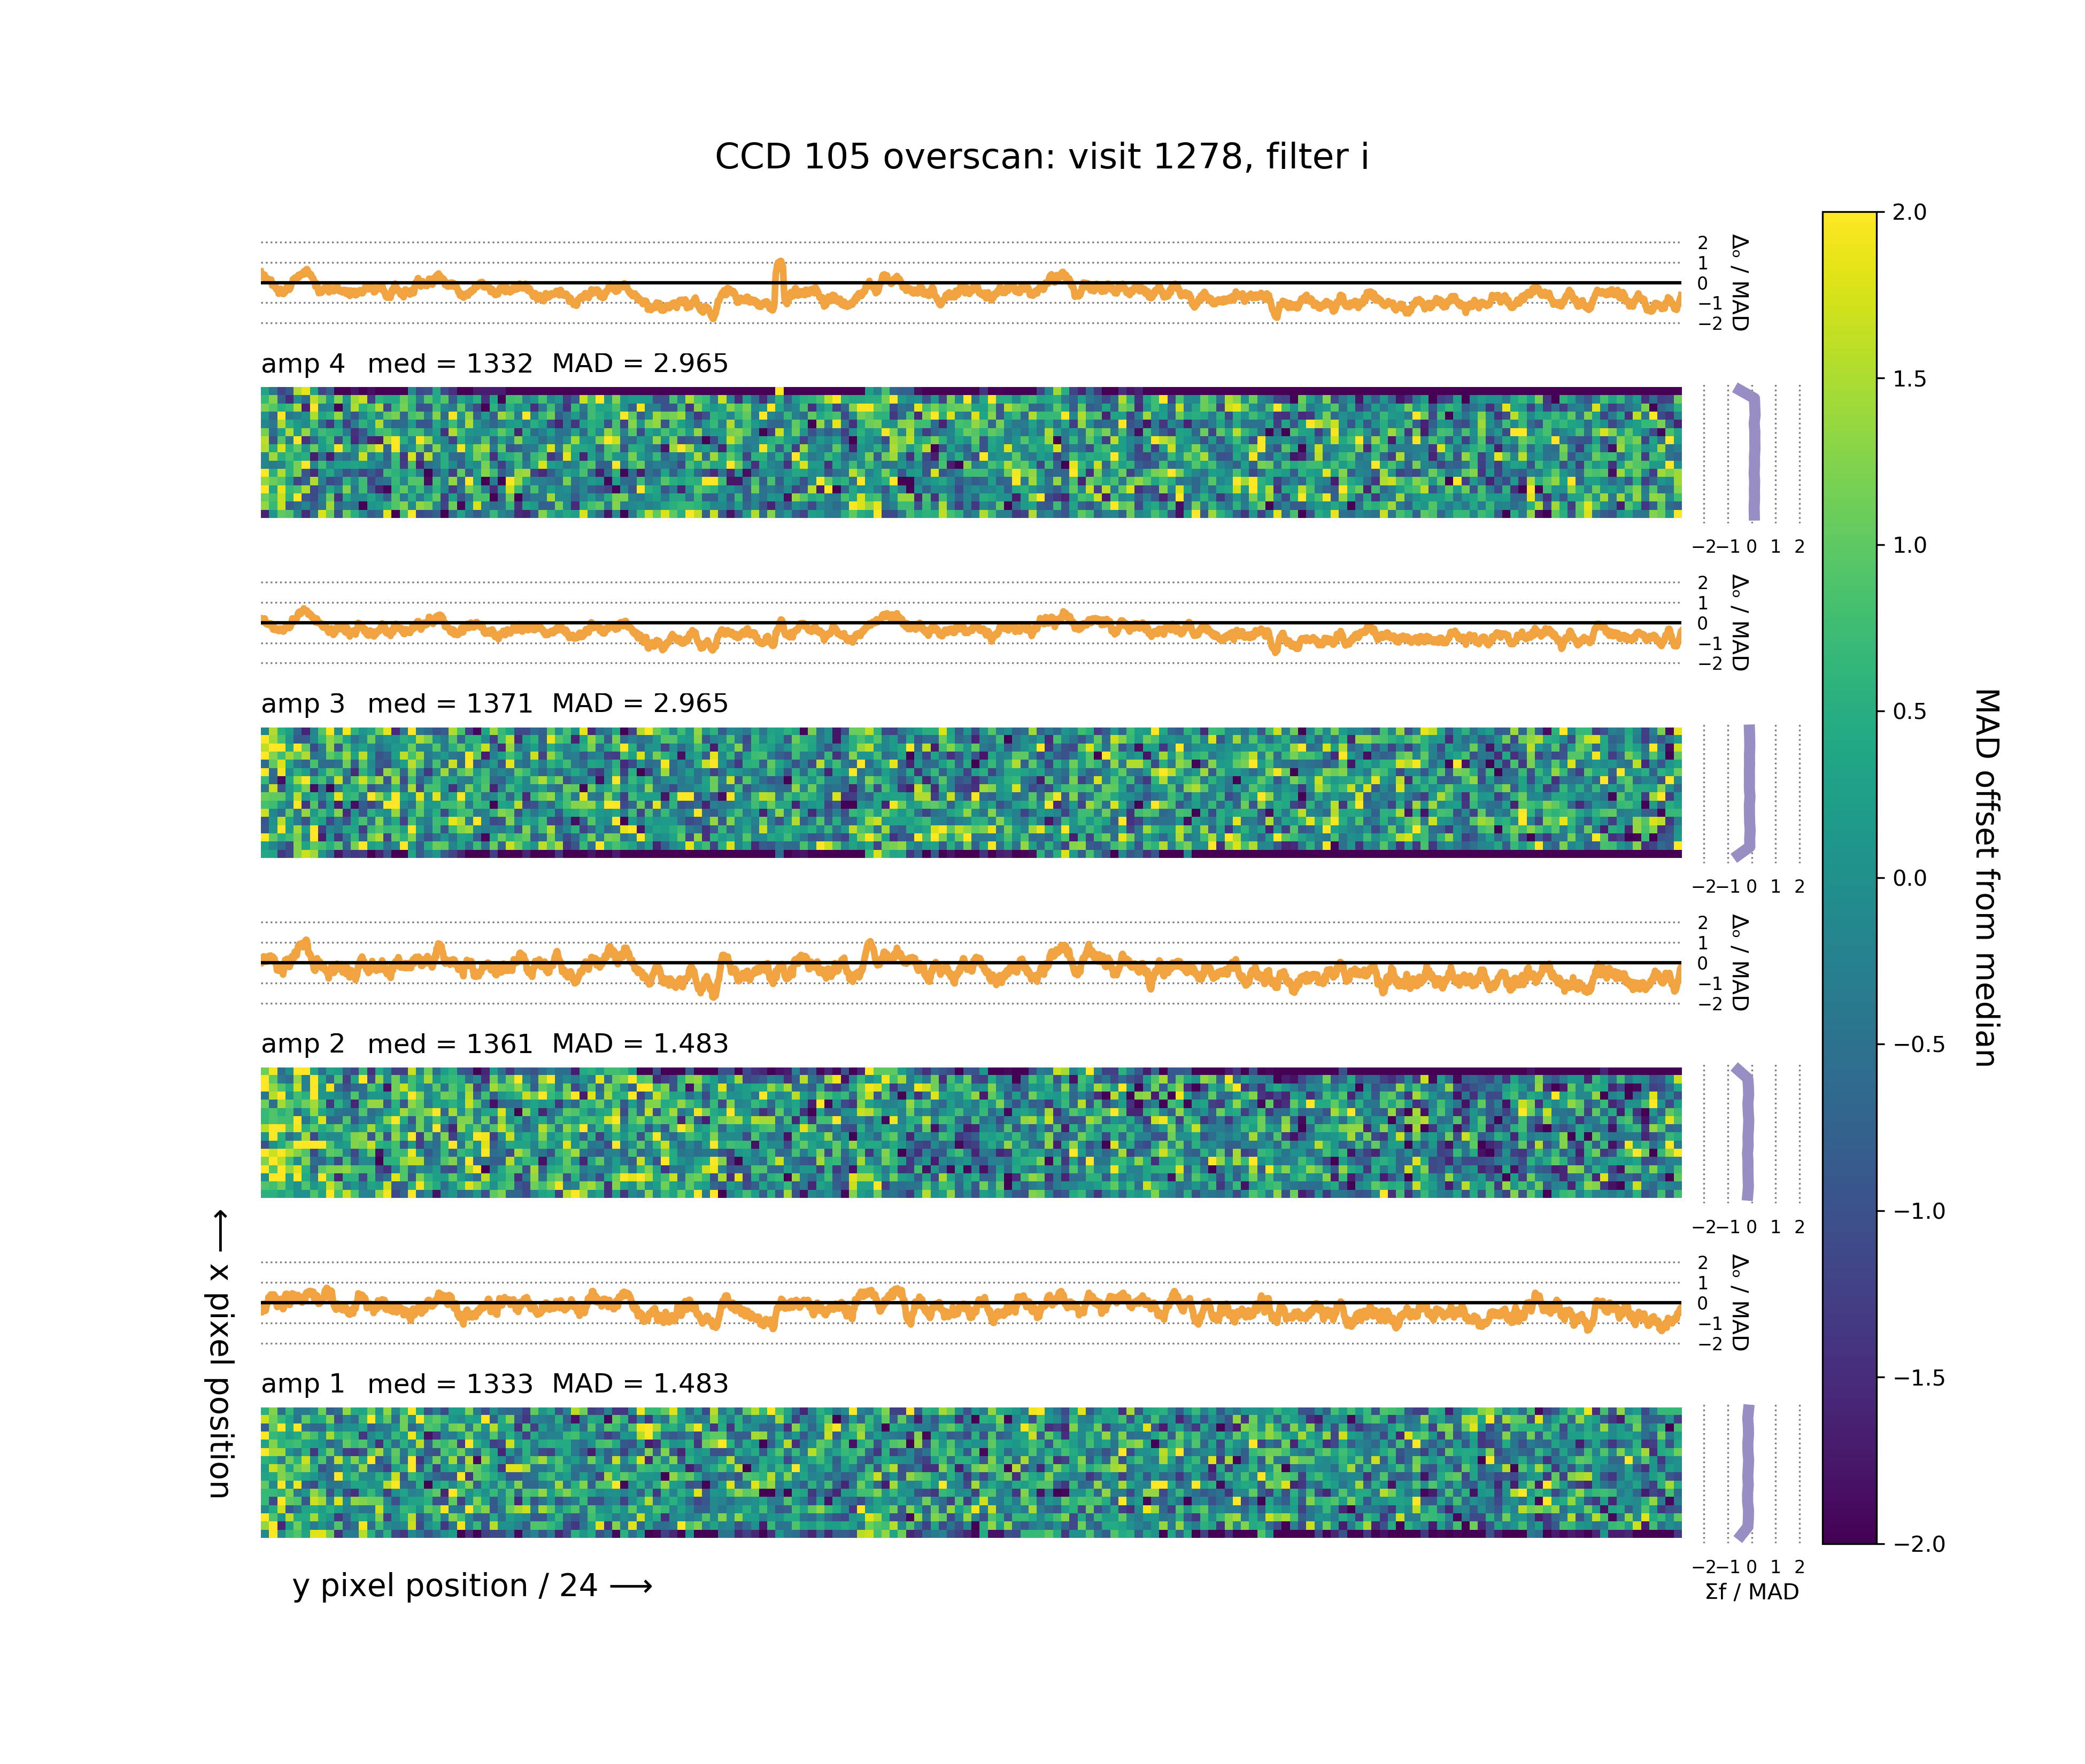 CCD 105 overscan: visit 1278, filter i
2
1
0
−1
−2
Δₒ / MAD
amp 4 med = 1332 MAD = 2.965
−2 −1 0 1 2
2
1
0
−1
−2
Δₒ / MAD
amp 3 med = 1371 MAD = 2.965
−2 −1 0 1 2
2
1
0
−1
−2
Δₒ / MAD
amp 2 med = 1361 MAD = 1.483
−2 −1 0 1 2
2
1
0
−1
−2
Δₒ / MAD
amp 1 med = 1333 MAD = 1.483
−2 −1 0 1 2
Σf / MAD
y pixel position / 24 ⟶
⟵ x pixel position
2.0
1.5
1.0
0.5
0.0
−0.5
−1.0
−1.5
−2.0
MAD offset from median